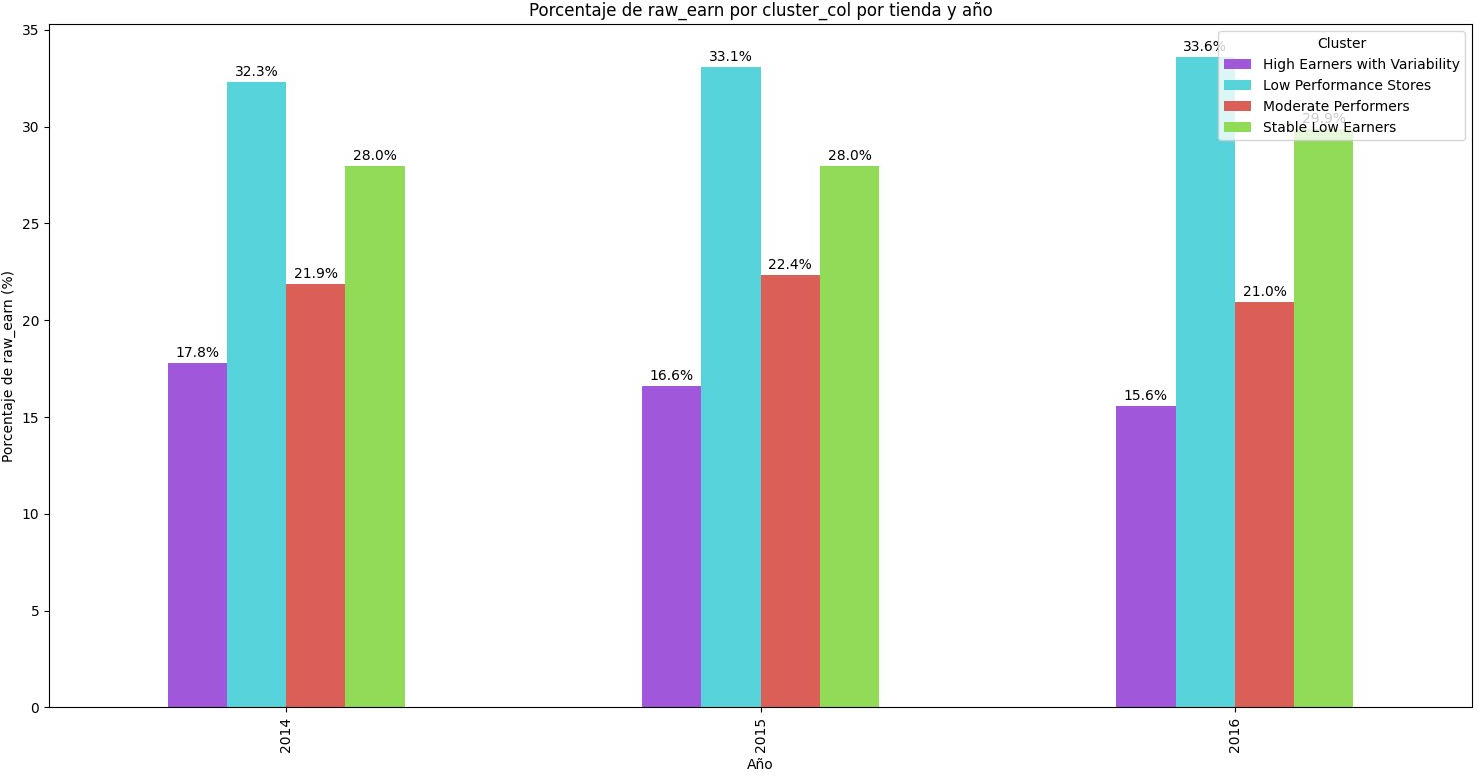 Porcentaje de raw_earn por cluster_col por tienda y año
Cluster
High Earners with Variability
Low Performance Stores
Moderate Performers
Stable Low Earners
Porcentaje de raw_earn (%)
35
30
25
20
15
10
5
0
17.8%
32.3%
21.9%
28.0%
16.6%
33.1%
22.4%
28.0%
15.6%
33.6%
21.0%
29.9%
2014
2015
2016
Año